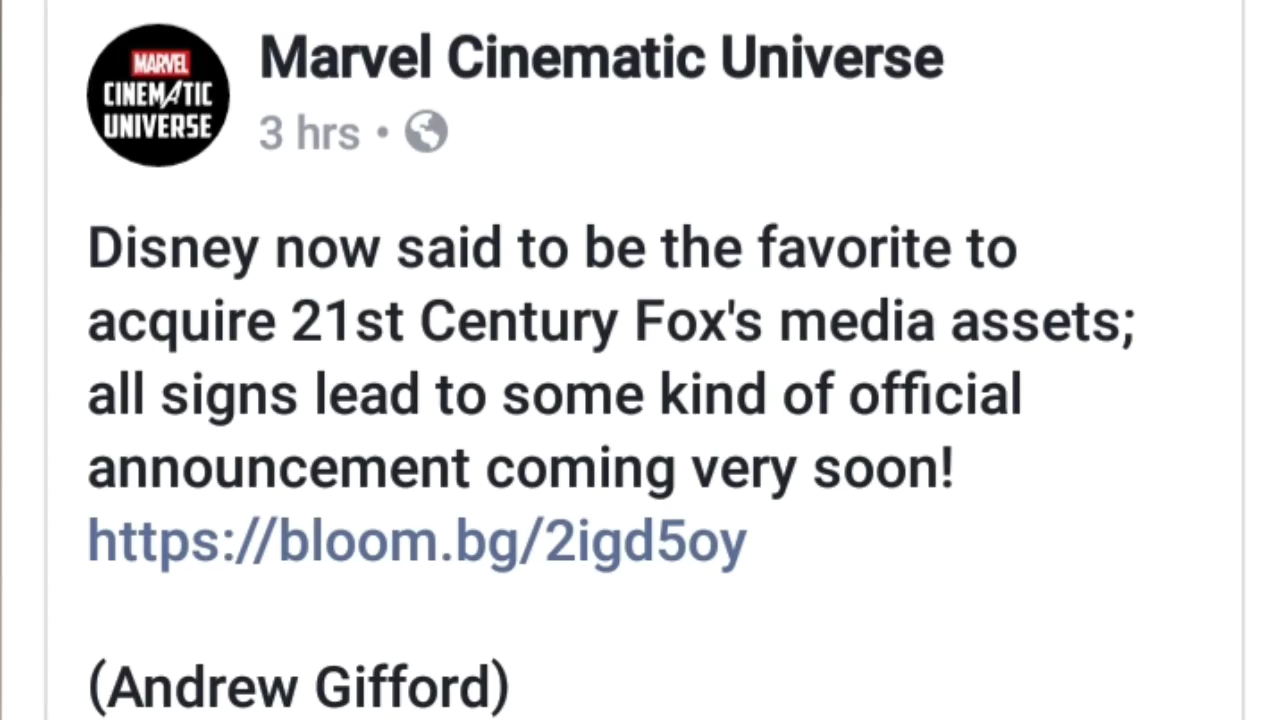 MARVEL
CINEMATIC
UNIVERSE
Marvel Cinematic Universe
3 hrs •
Disney now said to be the favorite to
acquire 21st Century Fox's media assets;
all signs lead to some kind of official
announcement coming very soon!
https://bloom.bg/2igd5oy
(Andrew Gifford)